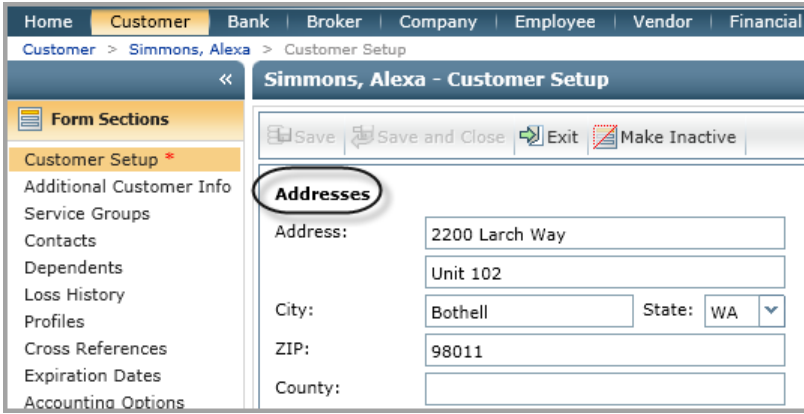 Home Customer Bank Broker Company Employee Vendor Financial
Customer > Simmons, Alexa > Customer Setup
« Simmons, Alexa - Customer Setup
Form Sections
Customer Setup *
Additional Customer Info
Service Groups
Contacts
Dependents
Loss History
Profiles
Cross References
Expiration Dates
Accounting Options
Save Save and Close Exit Make Inactive
Addresses
Address: 2200 Larch Way
Unit 102
City: Bothell State: WA
ZIP: 98011
County: